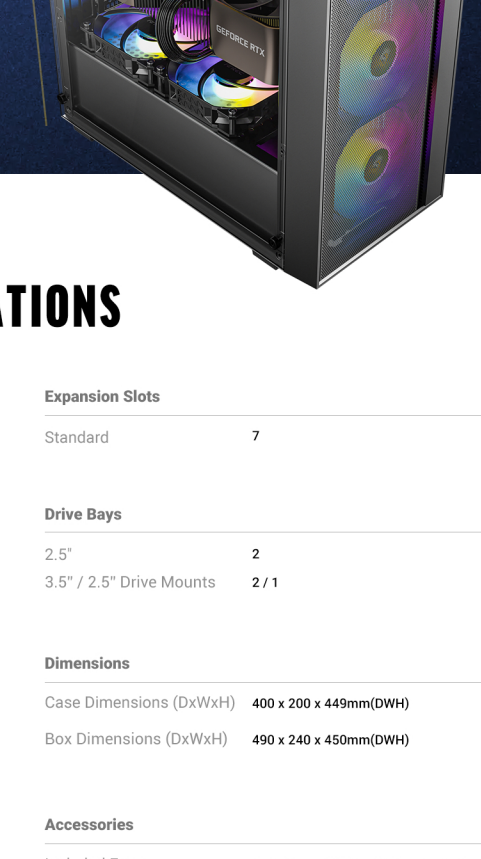 GEFORCE RTX
ATIONS
Expansion Slots
Standard 7
Drive Bays
2.5" 2
3.5" / 2.5" Drive Mounts 2 / 1
Dimensions
Case Dimensions (DxWxH) 400 x 200 x 449mm(DWH)
Box Dimensions (DxWxH) 490 x 240 x 450mm(DWH)
Accessories